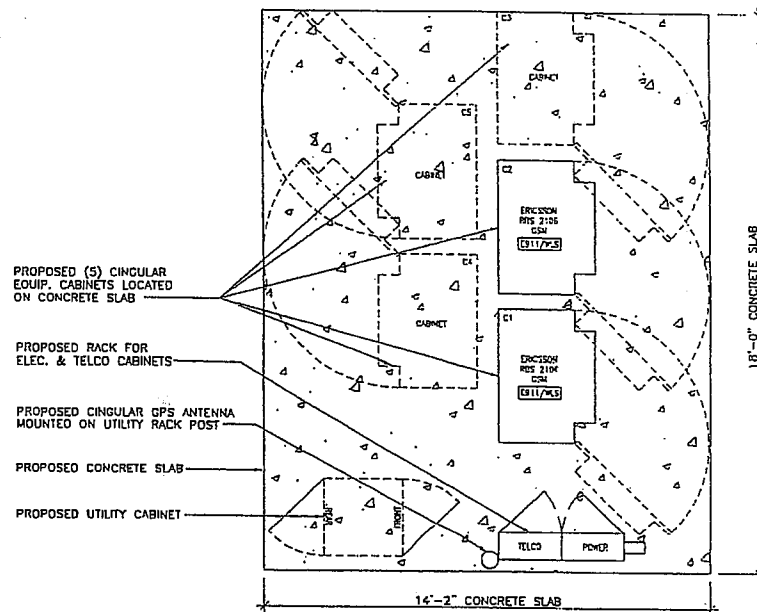 C3
CABINET
C5
CABINET
C2
ERICSSON
RBS 2106
GSM
E911/WLS
C4
CABINET
C1
ERICSSON
RBS 2106
GSM
E911/WLS
PROPOSED (5) CINGULAR
EQUIP. CABINETS LOCATED
ON CONCRETE SLAB
PROPOSED RACK FOR
ELEC. & TELCO CABINETS
PROPOSED CINGULAR GPS ANTENNA
MOUNTED ON UTILITY RACK POST
PROPOSED CONCRETE SLAB
PROPOSED UTILITY CABINET
REAR
FRONT
TELCO
POWER
14'-2" CONCRETE SLAB
18'-0" CONCRETE SLAB